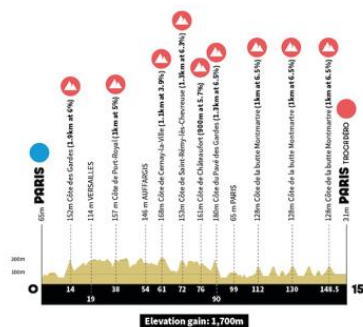 PARIS
65m
152m Côte des Gardes (1.9km at 6%)
114 m VERSAILLES
157 m Côte de Port-Royal (1km at 5%)
146 m AUFFARGIS
168m Côte de Cernay-la-Ville (1.1km at 3.9%)
153m Côte de Saint-Rémy-lès-Chevreuse (1.3km at 6.3%)
161m Côte de Châteaufort (900m at 5.7%)
180m Côte du Pavé des Gardes (1.3km at 6.5%)
65 m PARIS
128m Côte de la butte Montmartre (1km at 6.5%)
128m Côte de la butte Montmartre (1km at 6.5%)
128m Côte de la butte Montmartre (1km at 6.5%)
PARIS TROCADÉRO
31m
200m
100m
0 14 38 54 61 72 76 99 112 130 148.5 15
19 90
Elevation gain: 1,700m